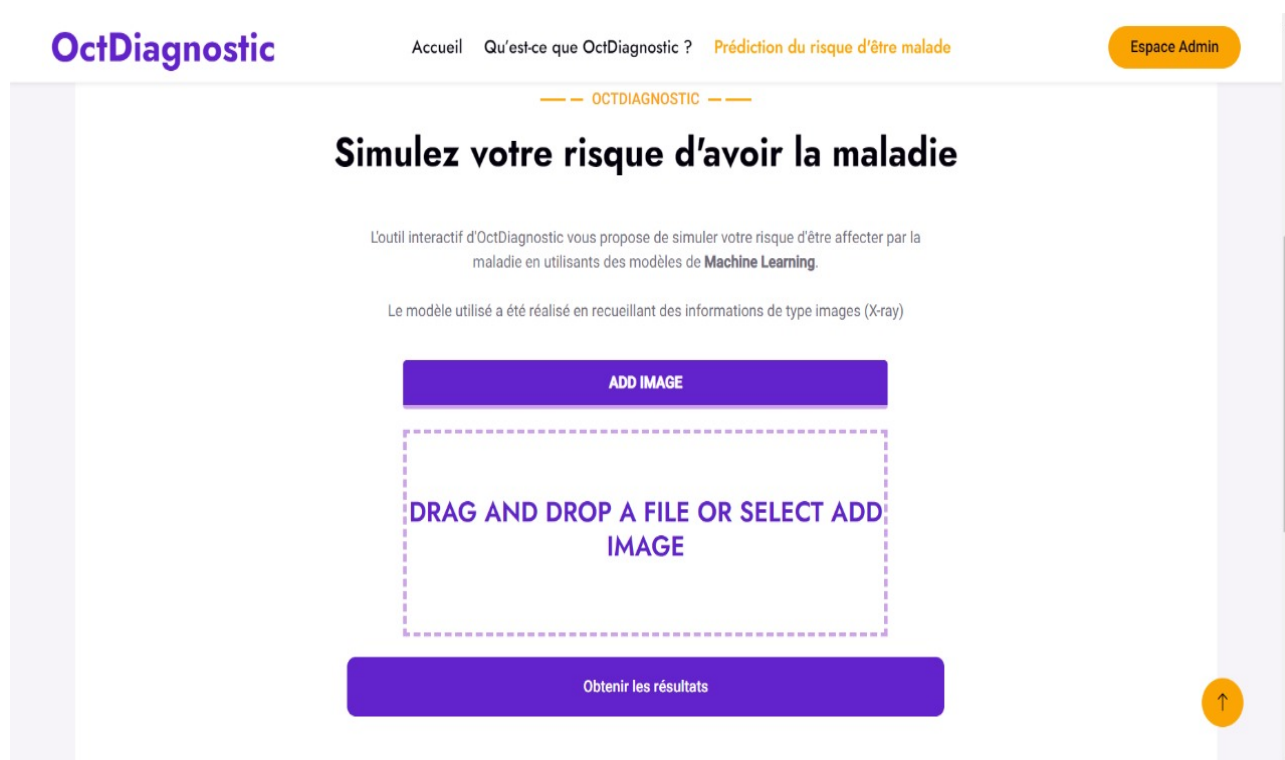 OctDiagnostic
Accueil Qu'est-ce que OctDiagnostic ? Prédiction du risque d'être malade
Espace Admin
OCTDIAGNOSTIC
Simulez votre risque d'avoir la maladie
L'outil interactif d'OctDiagnostic vous propose de simuler votre risque d'être affecter par la
maladie en utilisants des modèles de Machine Learning.
Le modèle utilisé a été réalisé en recueillant des informations de type images (X-ray)
ADD IMAGE
DRAG AND DROP A FILE OR SELECT ADD
IMAGE
Obtenir les résultats